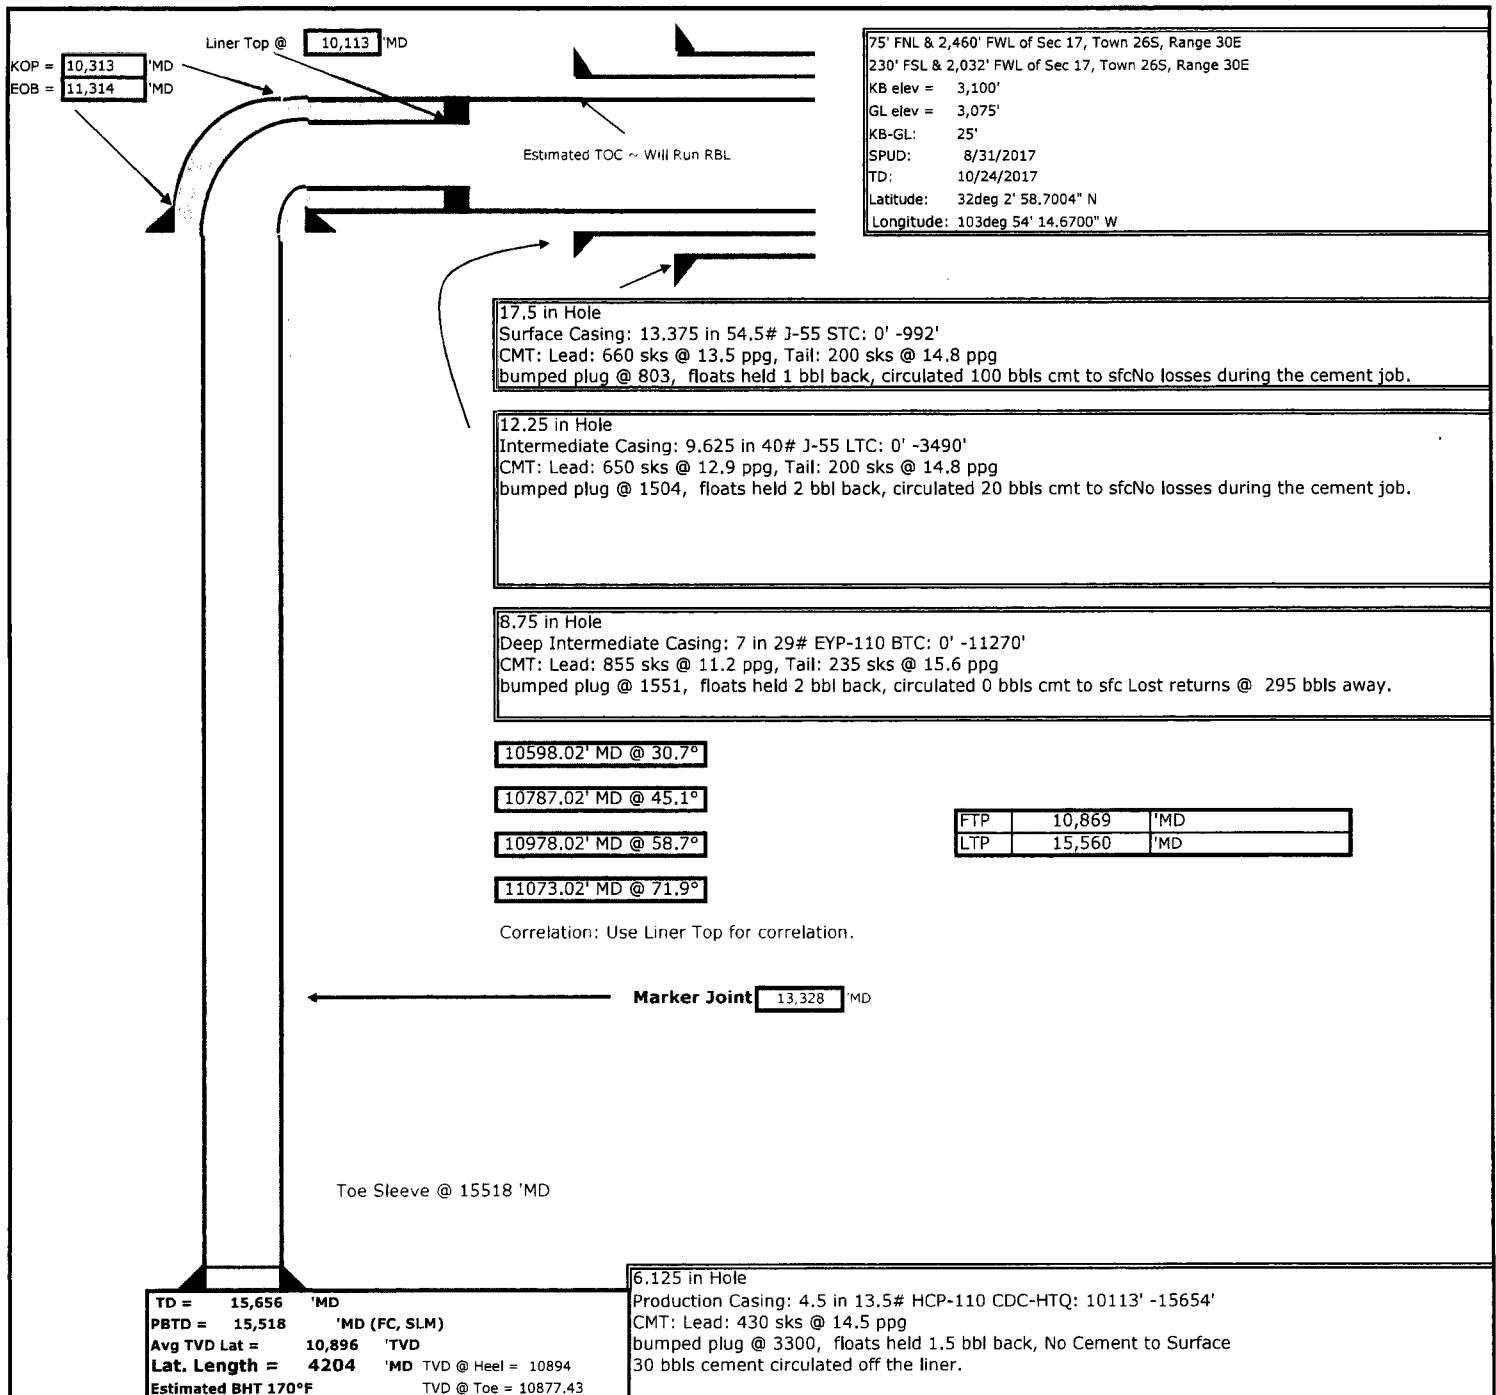 Liner Top @ 10,113 'MD
KOP = 10,313 'MD
EOB = 11,314 'MD
Estimated TOC ~ Will Run RBL
75' FNL & 2,460' FWL of Sec 17, Town 26S, Range 30E
230' FSL & 2,032' FWL of Sec 17, Town 26S, Range 30E
KB elev = 3,100'
GL elev = 3,075'
KB-GL: 25'
SPUD: 8/31/2017
TD: 10/24/2017
Latitude: 32deg 2' 58.7004" N
Longitude: 103deg 54' 14.6700" W
17.5 in Hole
Surface Casing: 13.375 in 54.5# J-55 STC: 0' -992'
CMT: Lead: 660 sks @ 13.5 ppg, Tail: 200 sks @ 14.8 ppg
bumped plug @ 803, floats held 1 bbl back, circulated 100 bbls cmt to sfcNo losses during the cement job.
12.25 in Hole
Intermediate Casing: 9.625 in 40# J-55 LTC: 0' -3490'
CMT: Lead: 650 sks @ 12.9 ppg, Tail: 200 sks @ 14.8 ppg
bumped plug @ 1504, floats held 2 bbl back, circulated 20 bbls cmt to sfcNo losses during the cement job.
8.75 in Hole
Deep Intermediate Casing: 7 in 29# EYP-110 BTC: 0' -11270'
CMT: Lead: 855 sks @ 11.2 ppg, Tail: 235 sks @ 15.6 ppg
bumped plug @ 1551, floats held 2 bbl back, circulated 0 bbls cmt to sfc Lost returns @ 295 bbls away.
10598.02' MD @ 30.7°
10787.02' MD @ 45.1°
10978.02' MD @ 58.7°
11073.02' MD @ 71.9°
FTP 10,869 'MD
LTP 15,560 'MD
Correlation: Use Liner Top for correlation.
Marker Joint 13,328 'MD
Toe Sleeve @ 15518 'MD
TD = 15,656 'MD
PBTD = 15,518 'MD (FC, SLM)
Avg TVD Lat = 10,896 'TVD
Lat. Length = 4204 'MD TVD @ Heel = 10894
Estimated BHT 170°F TVD @ Toe = 10877.43
6.125 in Hole
Production Casing: 4.5 in 13.5# HCP-110 CDC-HTQ: 10113' -15654'
CMT: Lead: 430 sks @ 14.5 ppg
bumped plug @ 3300, floats held 1.5 bbl back, No Cement to Surface
30 bbls cement circulated off the liner.